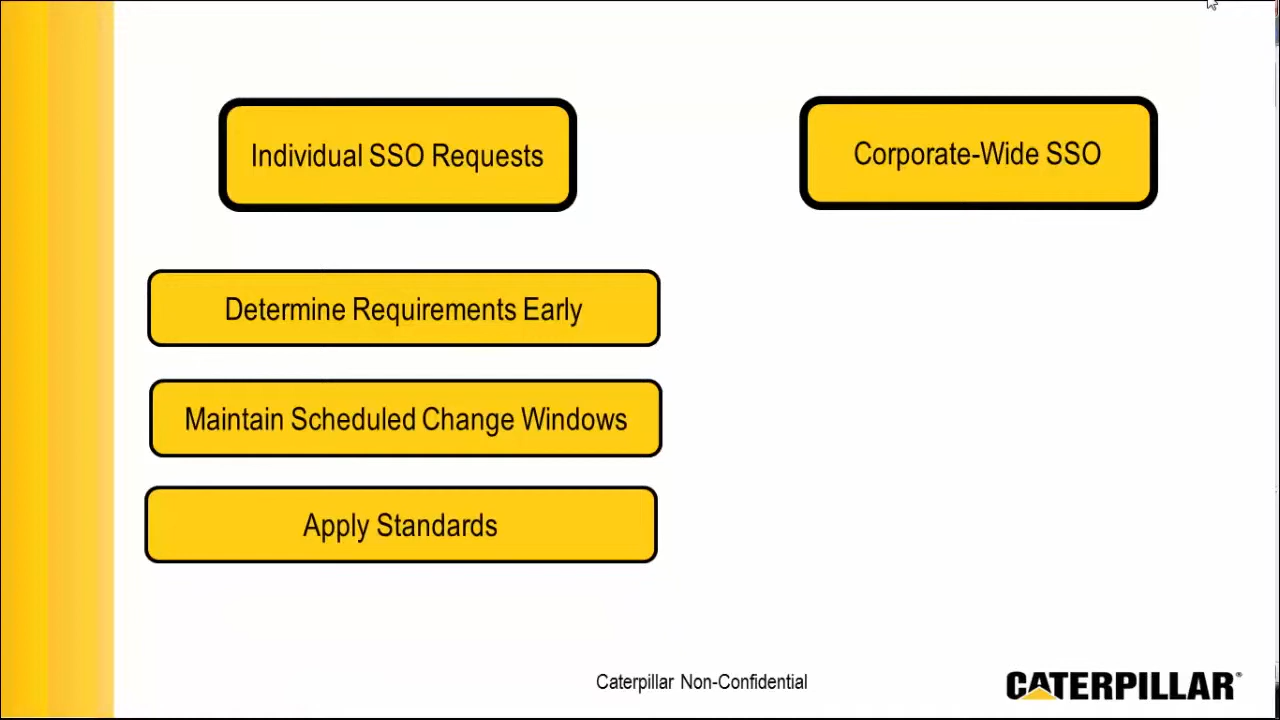 Individual SSO Requests
Corporate-Wide SSO
Determine Requirements Early
Maintain Scheduled Change Windows
Apply Standards
Caterpillar Non-Confidential
CATERPILLAR®